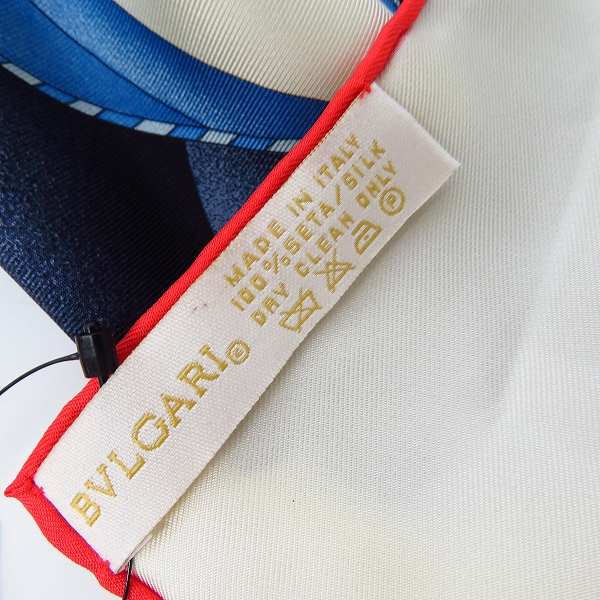 BVLGARI©
MADE IN ITALY
100%SETA/SILK
DRY CLEAN ONLY
P